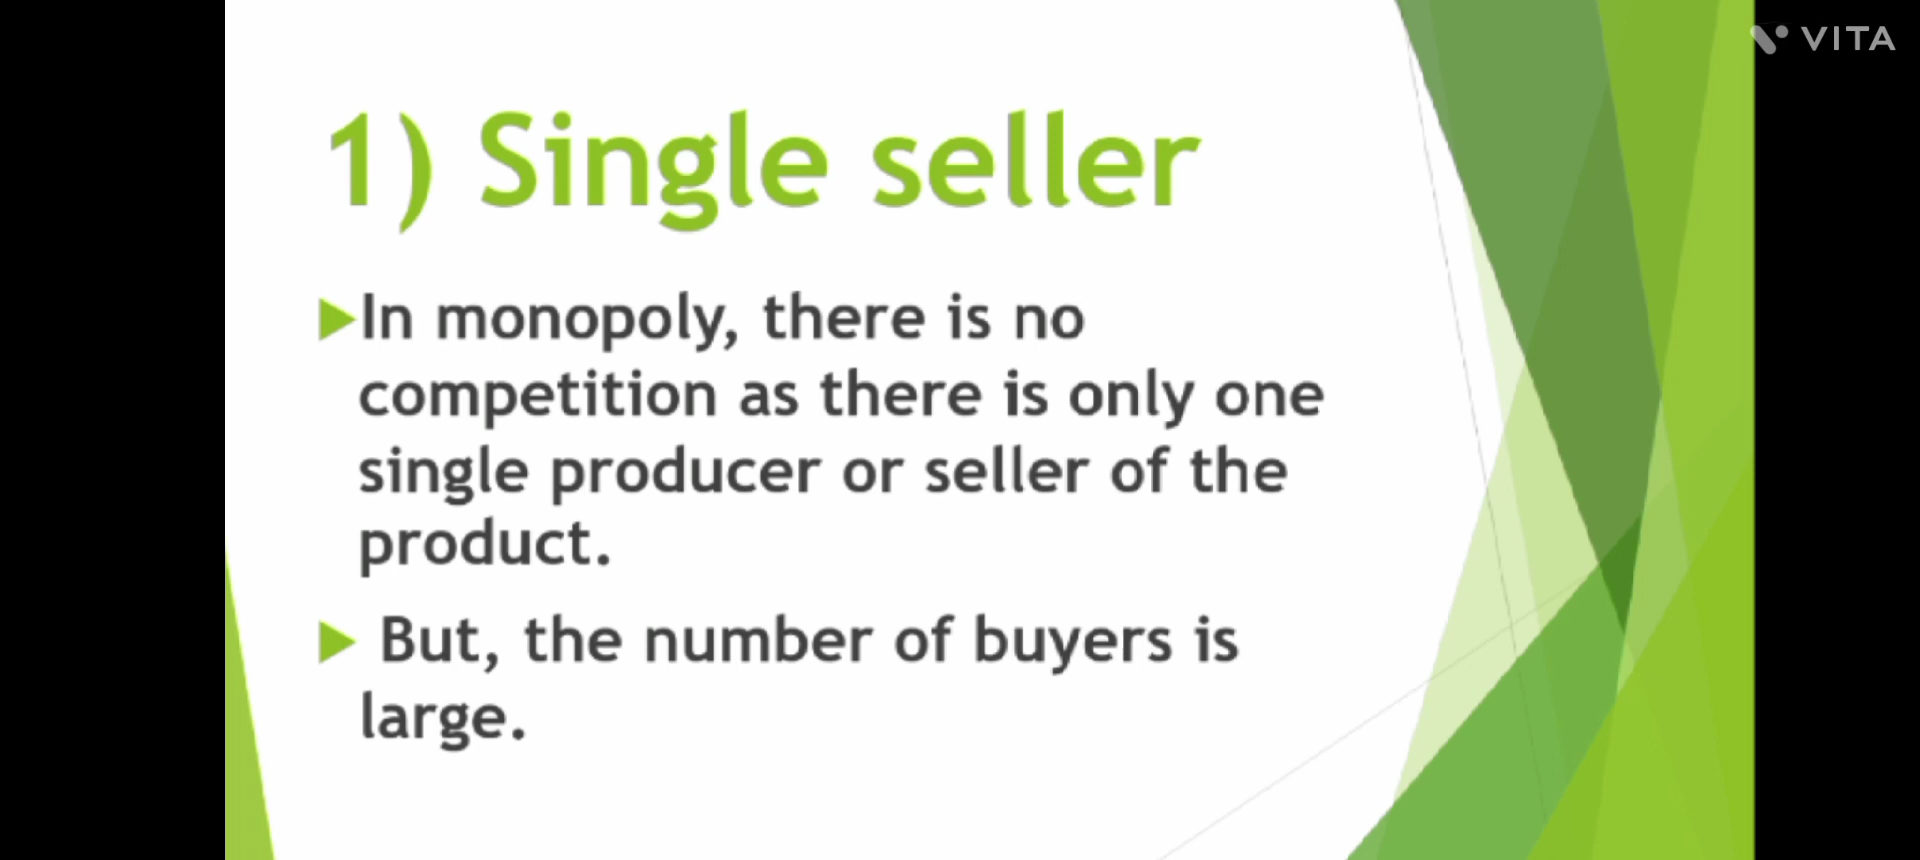 VITA
1) Single seller
In monopoly, there is no
competition as there is only one
single producer or seller of the
product.
But, the number of buyers is
large.